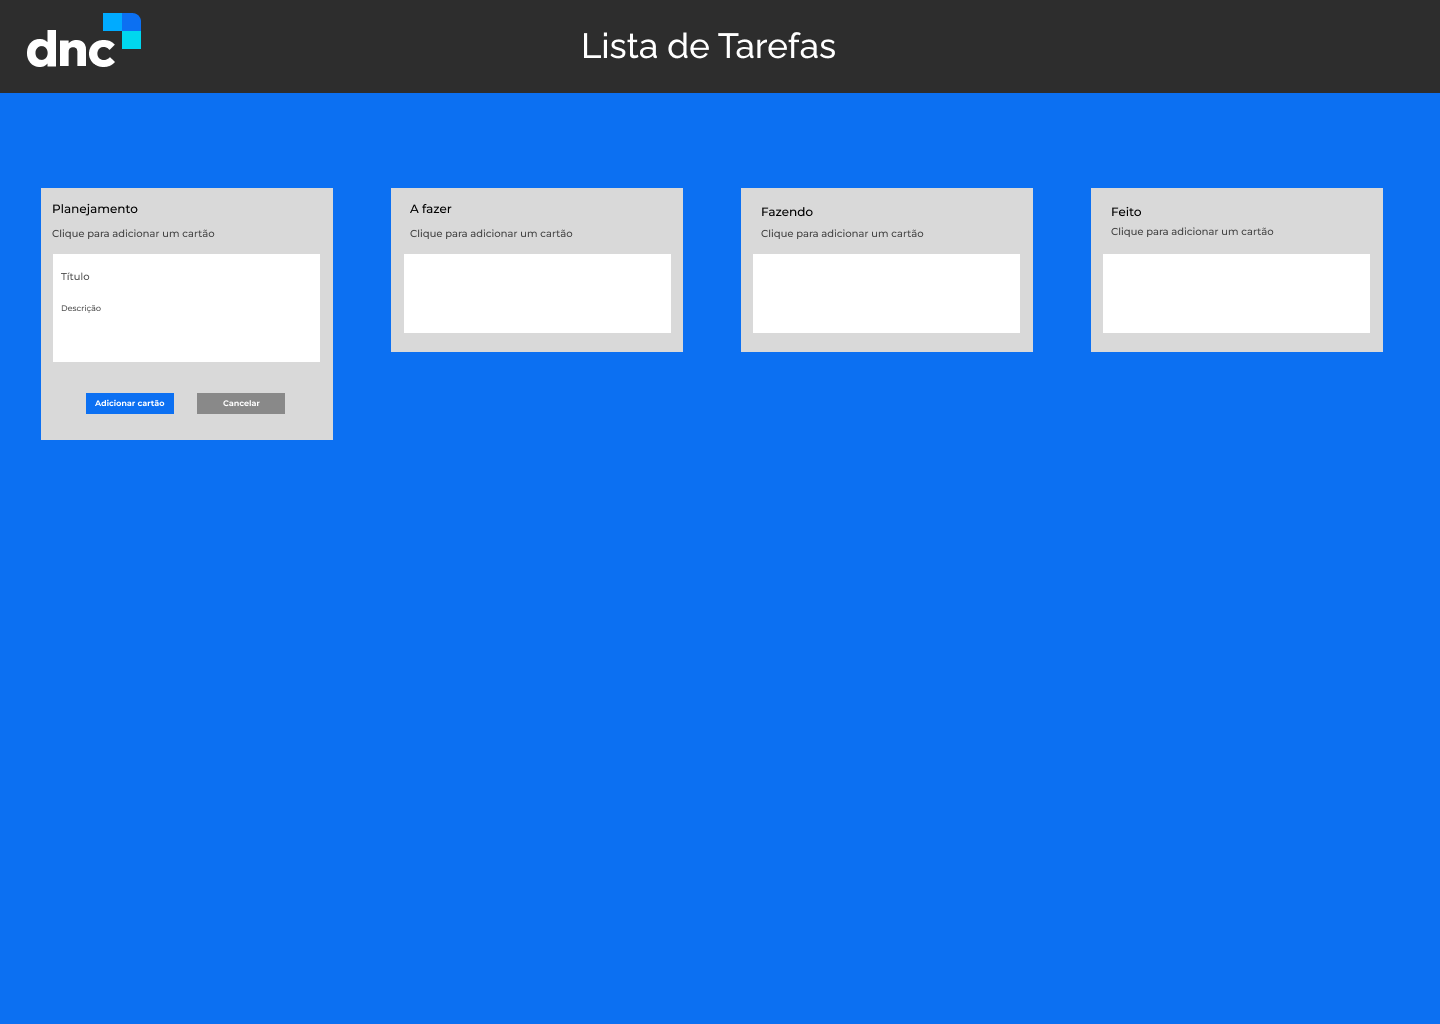 dnc
Lista de Tarefas
Planejamento
Clique para adicionar um cartão
Título
Descrição
Adicionar cartão
Cancelar
A fazer
Clique para adicionar um cartão
Fazendo
Clique para adicionar um cartão
Feito
Clique para adicionar um cartão